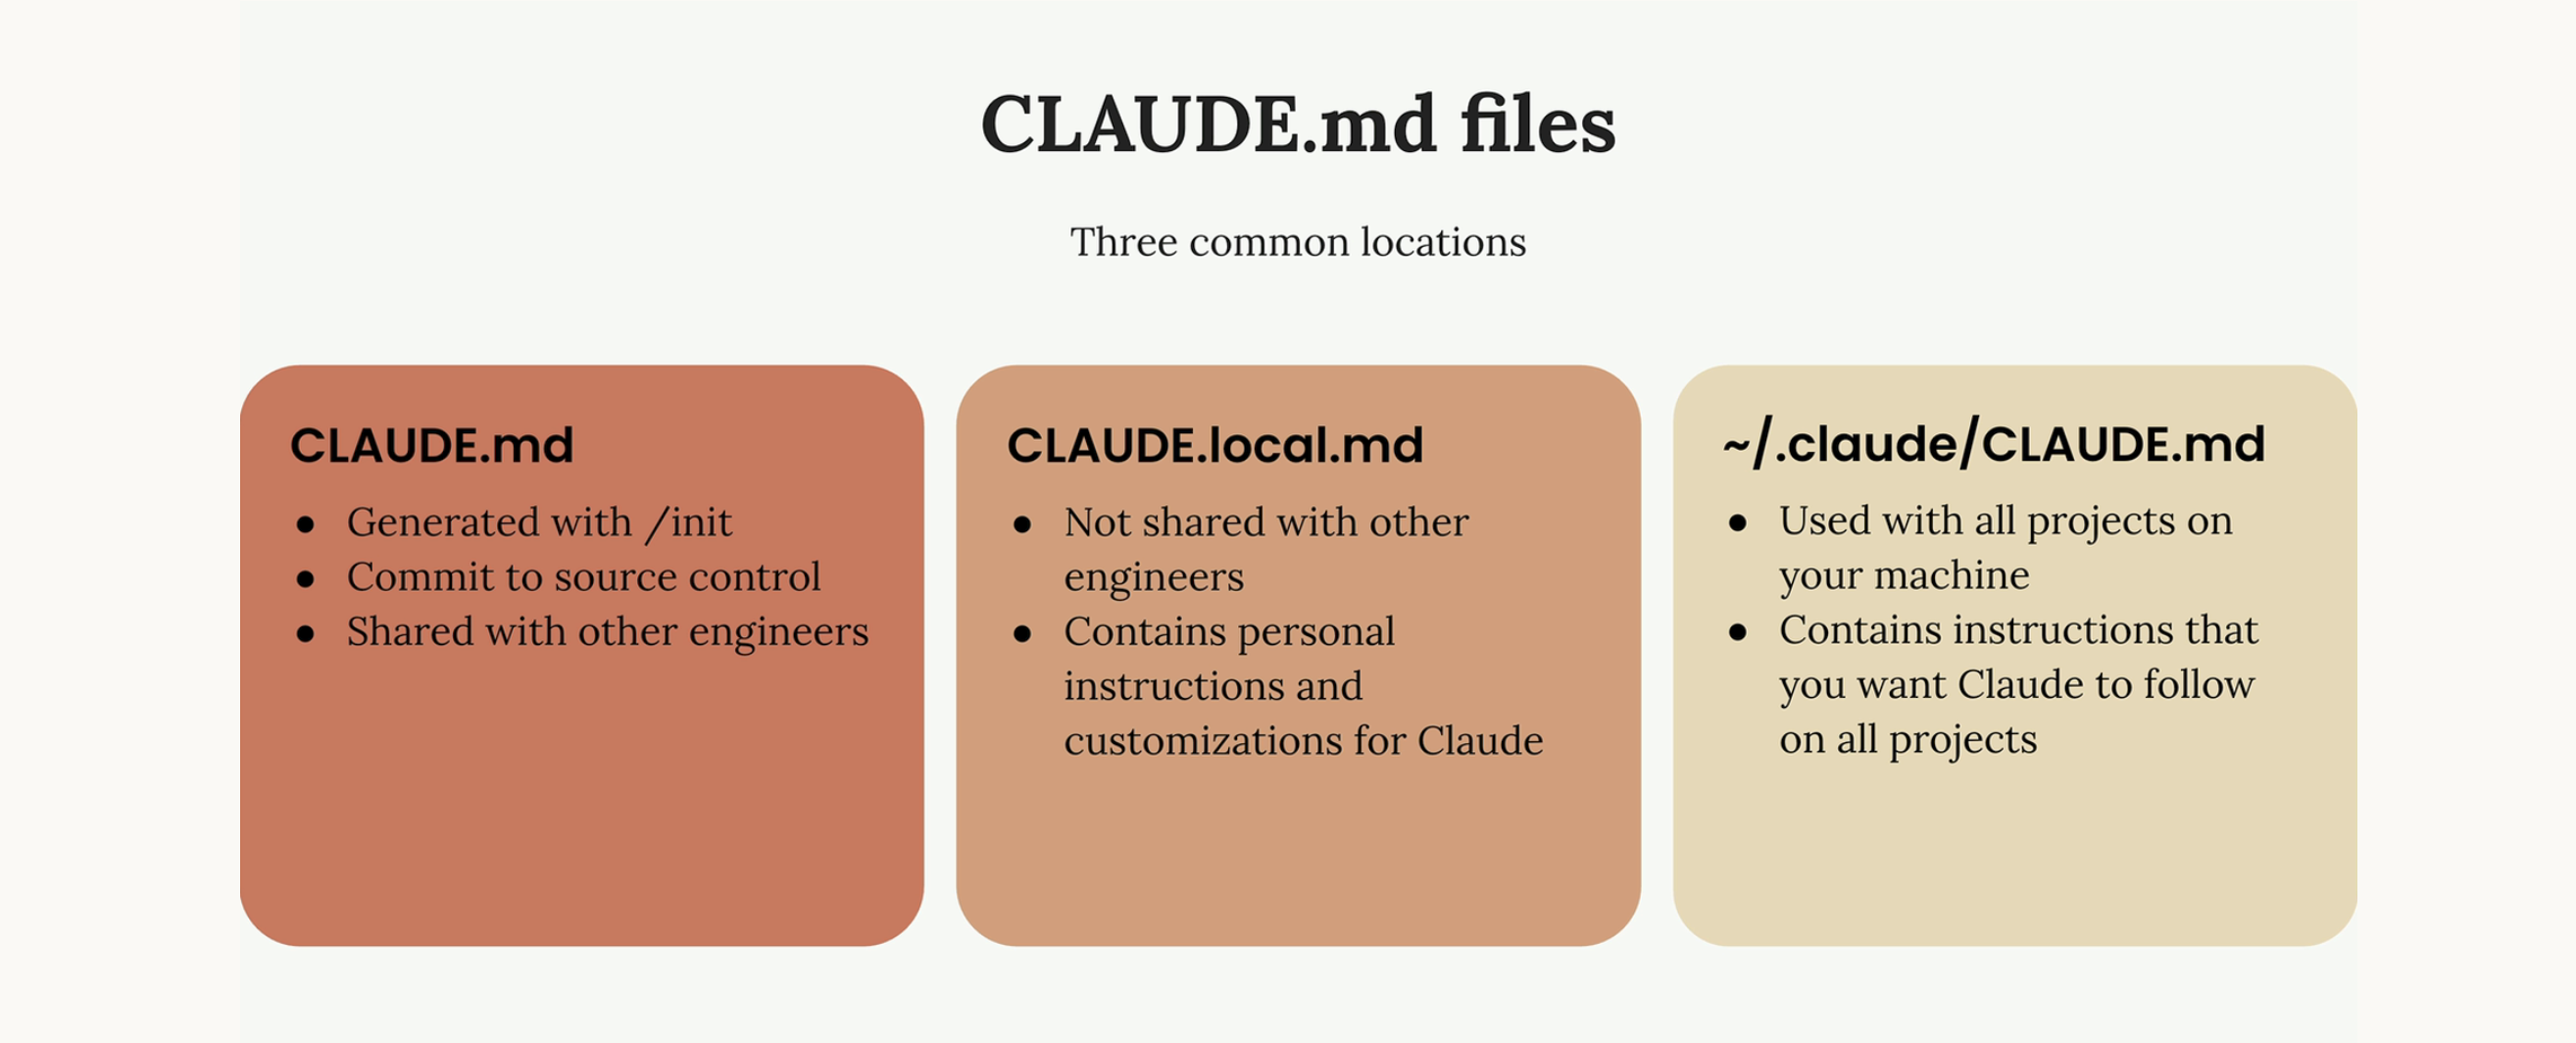 CLAUDE.md files
Three common locations
CLAUDE.md
● Generated with /init
● Commit to source control
● Shared with other engineers
CLAUDE.local.md
● Not shared with other
engineers
● Contains personal
instructions and
customizations for Claude
~/.claude/CLAUDE.md
● Used with all projects on
your machine
● Contains instructions that
you want Claude to follow
on all projects